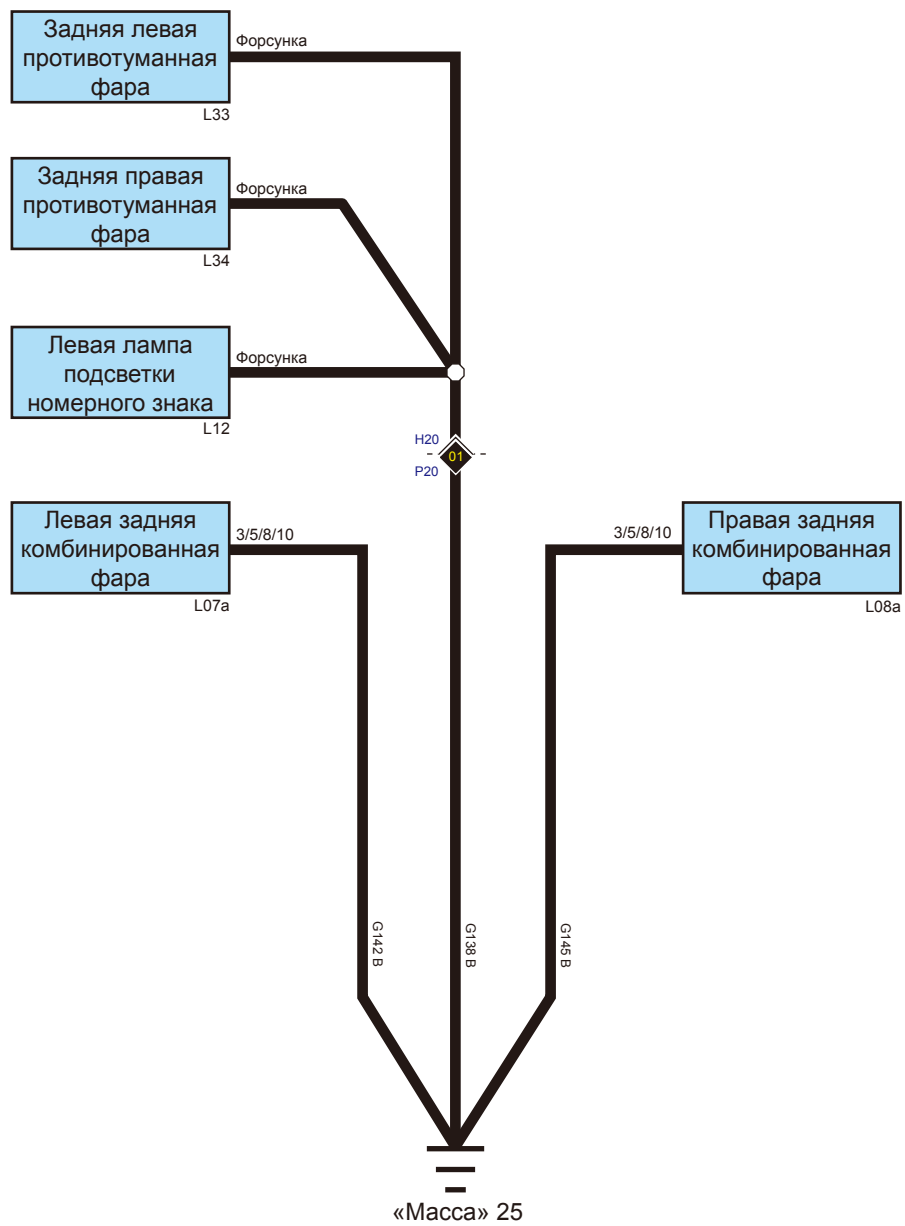 Задняя левая
противотуманная
фара
Форсунка
L33
Задняя правая
противотуманная
фара
Форсунка
L34
Левая лампа
подсветки
номерного знака
Форсунка
L12
H20
01
P20
Левая задняя
комбинированная
фара
3/5/8/10
L07a
3/5/8/10
Правая задняя
комбинированная
фара
L08a
G142 B
G138 B
G145 B
«Масса» 25